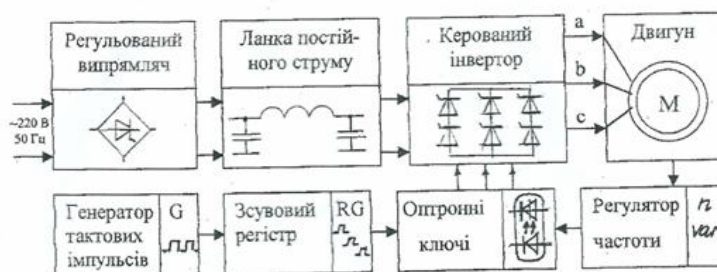 Регульований
випрямляч
Ланка постій-
ного струму
Керований
інвертор
a
b
c
Двигун
M
~220 В
50 Гц
Генератор
тактових
імпульсів
G
Зсувовий
регістр
RG
Оптронні
ключі
Регулятор
частоти
n
var